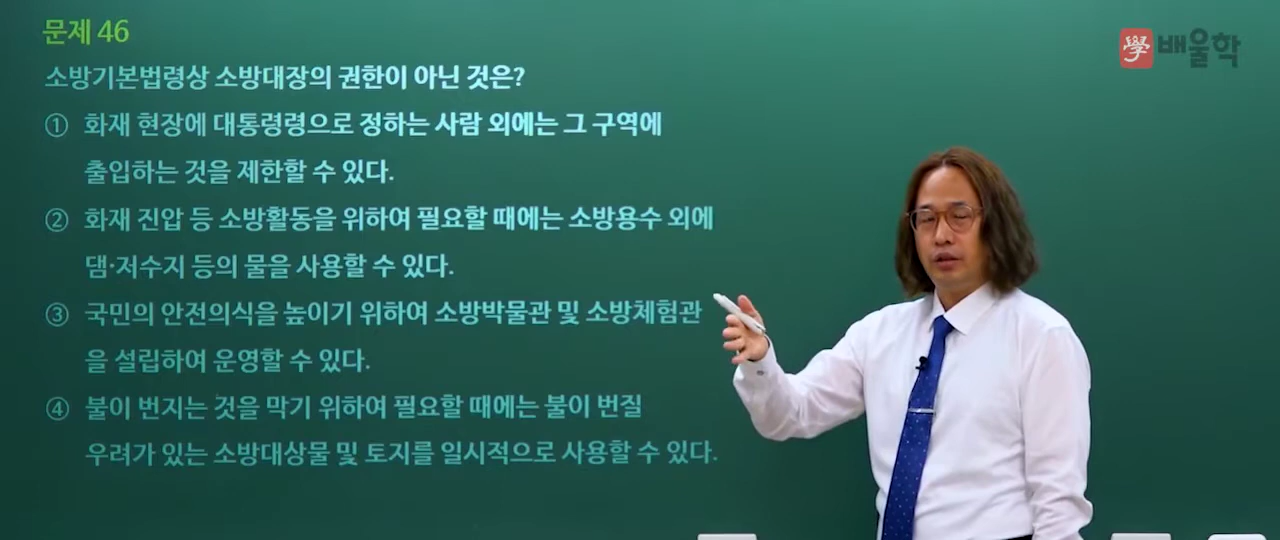 문제 46
學 배울학
소방기본법령상 소방대장의 권한이 아닌 것은?
① 화재 현장에 대통령령으로 정하는 사람 외에는 그 구역에
출입하는 것을 제한할 수 있다.
② 화재 진압 등 소방활동을 위하여 필요할 때에는 소방용수 외에
댐·저수지 등의 물을 사용할 수 있다.
③ 국민의 안전의식을 높이기 위하여 소방박물관 및 소방체험관
을 설립하여 운영할 수 있다.
④ 불이 번지는 것을 막기 위하여 필요할 때에는 불이 번질
우려가 있는 소방대상물 및 토지를 일시적으로 사용할 수 있다.